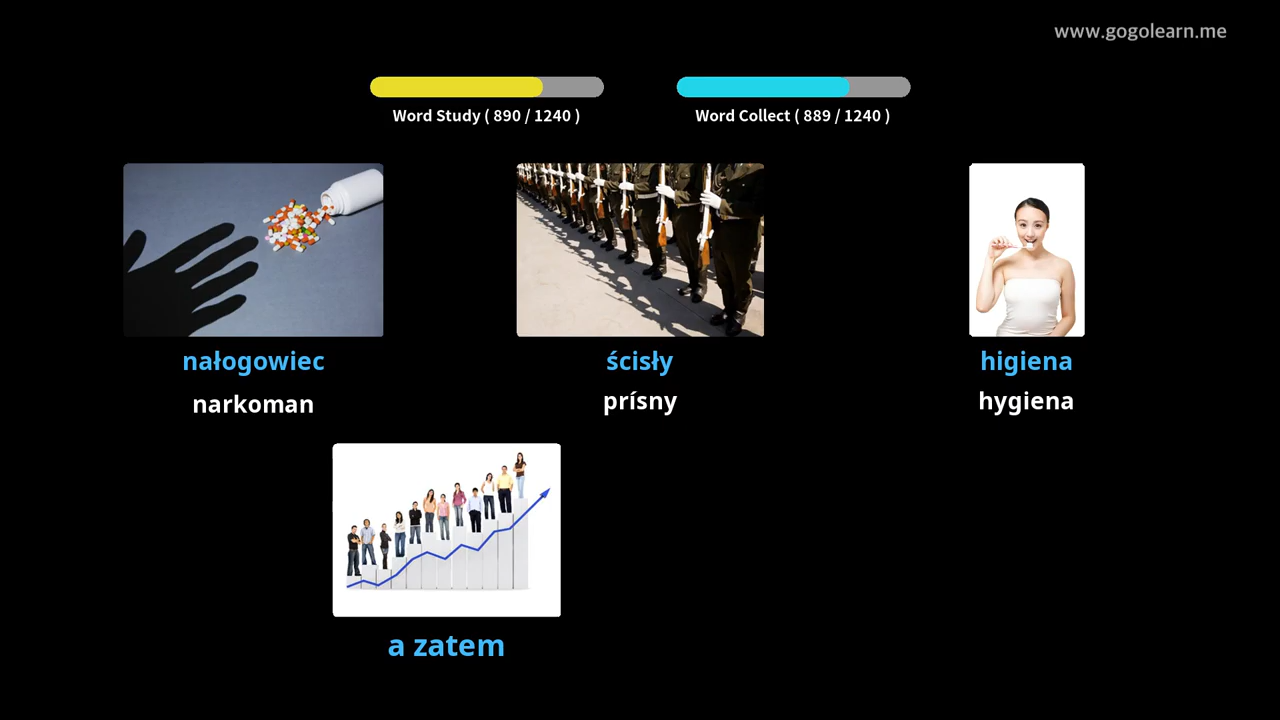 www.gogolearn.me
Word Study ( 890 / 1240 )
Word Collect ( 889 / 1240 )
nałogowiec
ścisły
higiena
narkoman
prísny
hygiena
a zatem